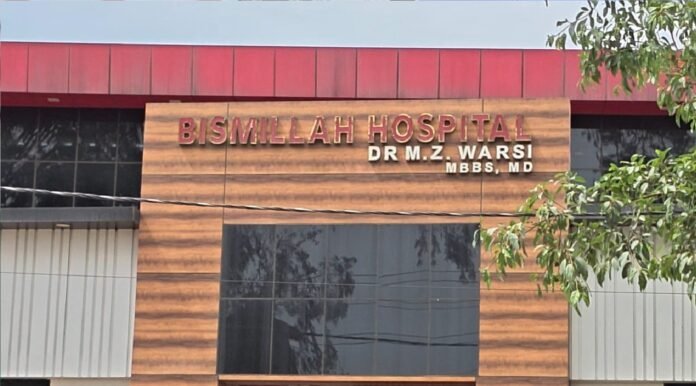 BISMILLAH HOSPITAL
DR M.Z. WARSI
MBBS, MD